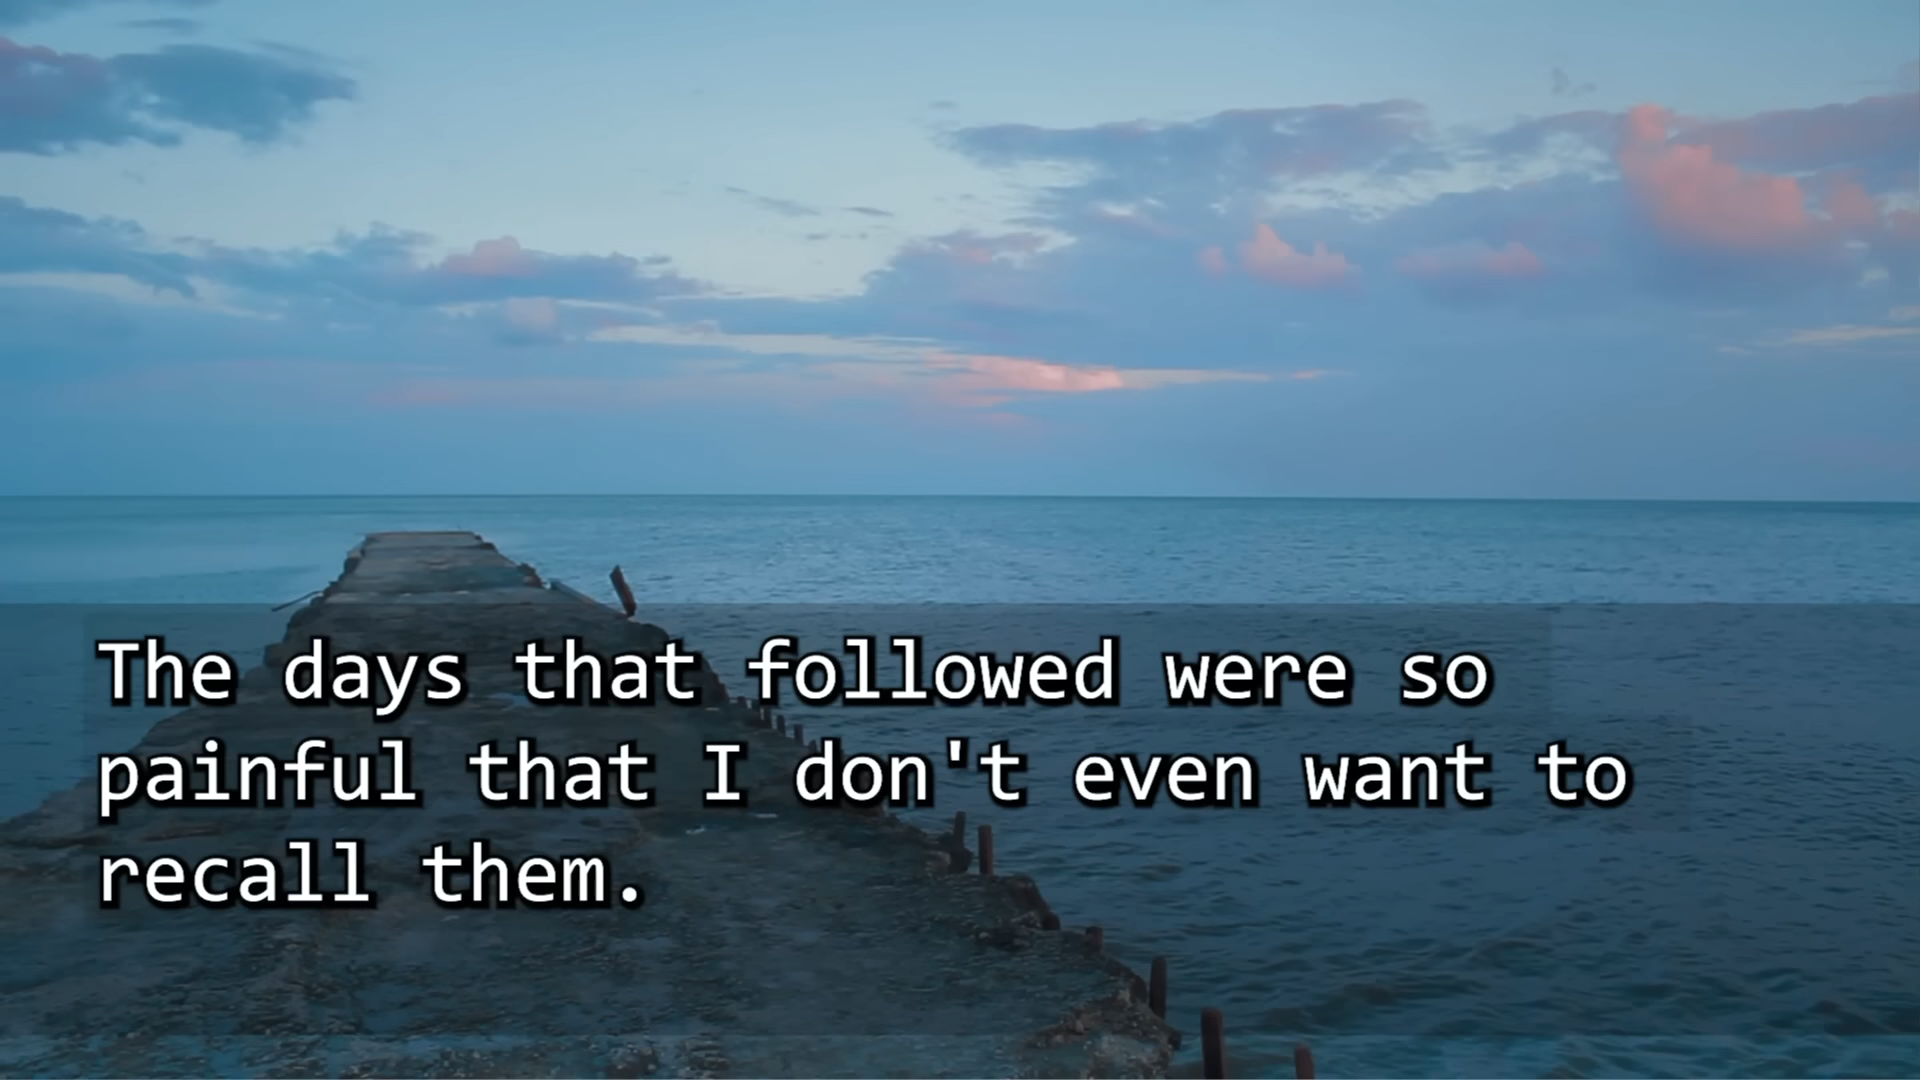 The days that followed were so
painful that I don't even want to
recall them.